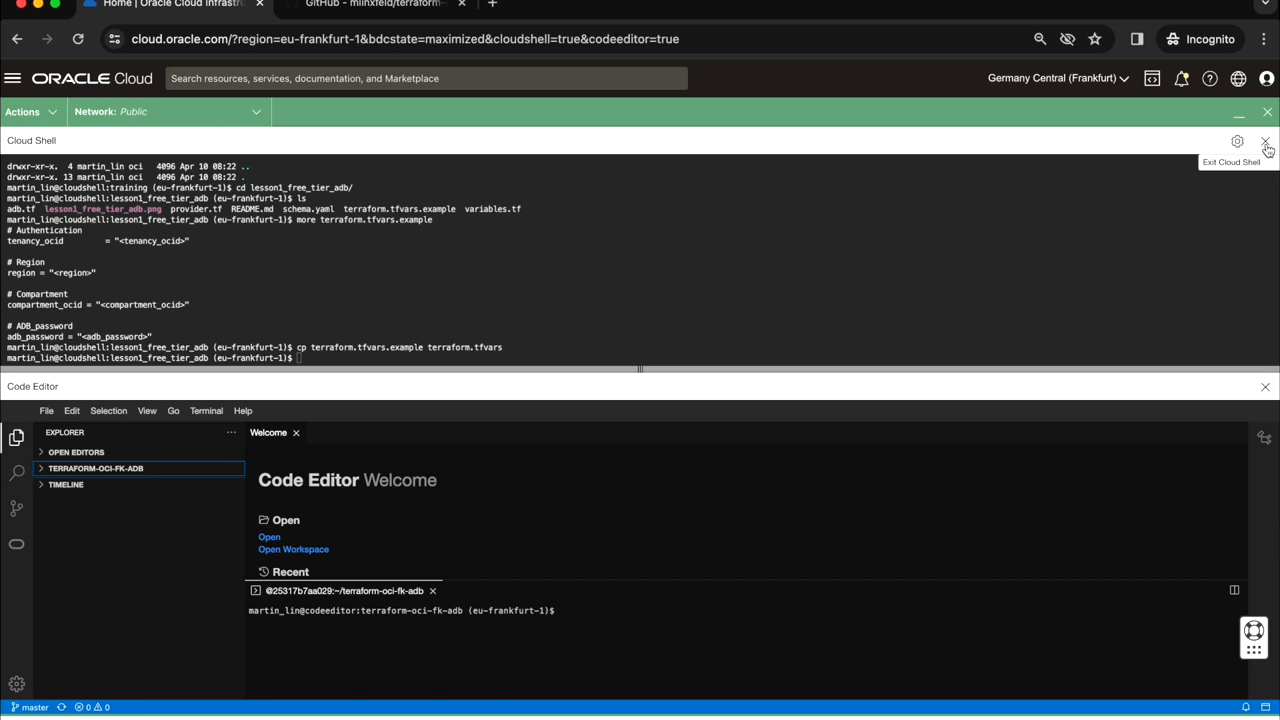 Home | Oracle Cloud Infrastru
GitHub - mlinxfeld/terraform-
cloud.oracle.com/?region=eu-frankfurt-1&bdcstate=maximized&cloudshell=true&codeeditor=true
Incognito
ORACLE Cloud
Search resources, services, documentation, and Marketplace
Germany Central (Frankfurt)
Actions
Network: Public
Cloud Shell
Exit Cloud Shell
drwxr-xr-x. 4 martin_lin oci 4096 Apr 10 08:22 ..
drwxr-xr-x. 13 martin_lin oci 4096 Apr 10 08:22 .
martin_lin@cloudshell:training (eu-frankfurt-1)$ cd lesson1_free_tier_adb/
martin_lin@cloudshell:lesson1_free_tier_adb (eu-frankfurt-1)$ ls
adb.tf lesson1_free_tier_adb.png provider.tf README.md schema.yaml terraform.tfvars.example variables.tf
martin_lin@cloudshell:lesson1_free_tier_adb (eu-frankfurt-1)$ more terraform.tfvars.example
# Authentication
tenancy_ocid = "<tenancy_ocid>"
# Region
region = "<region>"
# Compartment
compartment_ocid = "<compartment_ocid>"
# ADB_password
adb_password = "<adb_password>"
martin_lin@cloudshell:lesson1_free_tier_adb (eu-frankfurt-1)$ cp terraform.tfvars.example terraform.tfvars
martin_lin@cloudshell:lesson1_free_tier_adb (eu-frankfurt-1)$
Code Editor
File Edit Selection View Go Terminal Help
EXPLORER
OPEN EDITORS
TERRAFORM-OCI-FK-ADB
TIMELINE
Welcome
Code Editor Welcome
Open
Open
Open Workspace
Recent
@25317b7aa029:~/terraform-oci-fk-adb
martin_lin@codeeditor:terraform-oci-fk-adb (eu-frankfurt-1)$
master 0 0